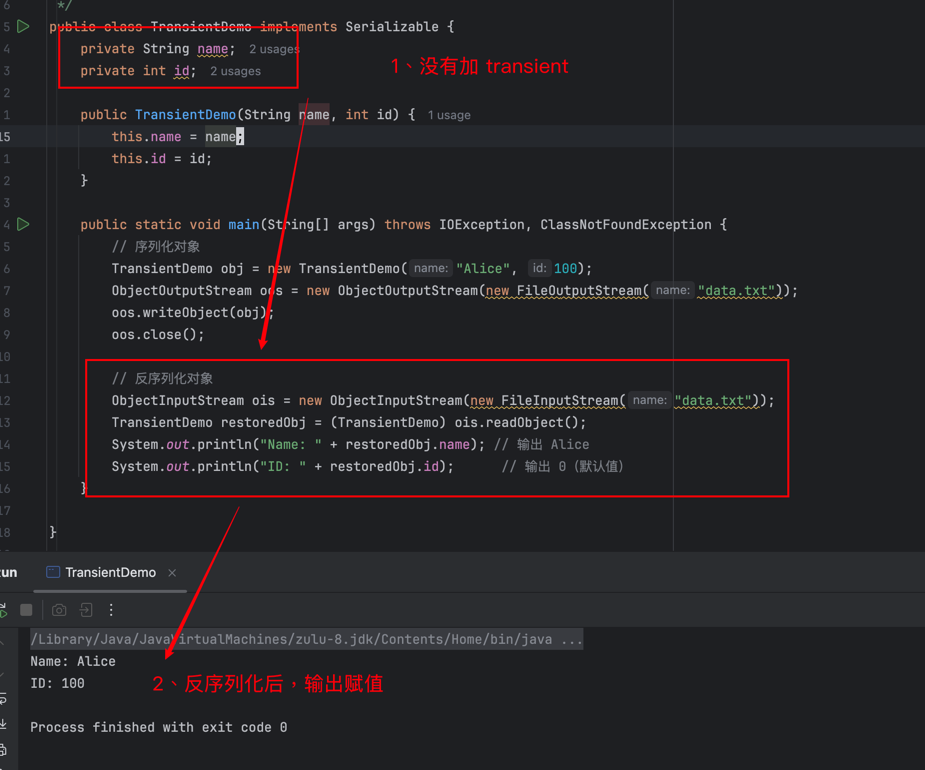 6 */
5 public class TransientDemo implements Serializable {
4 private String name; 2 usages
3 private int id; 2 usages
1、没有加 transient
2
1 public TransientDemo(String name, int id) { 1 usage
15 this.name = name;
1 this.id = id;
2 }
3
4 public static void main(String[] args) throws IOException, ClassNotFoundException {
5 // 序列化对象
6 TransientDemo obj = new TransientDemo( name: "Alice", id: 100);
7 ObjectOutputStream oos = new ObjectOutputStream(new FileOutputStream( name: "data.txt"));
8 oos.writeObject(obj);
9 oos.close();
10
11 // 反序列化对象
12 ObjectInputStream ois = new ObjectInputStream(new FileInputStream( name: "data.txt"));
13 TransientDemo restoredObj = (TransientDemo) ois.readObject();
14 System.out.println("Name: " + restoredObj.name); // 输出 Alice
15 System.out.println("ID: " + restoredObj.id); // 输出 0（默认值）
16 }
17
18 }
TransientDemo
/Library/Java/JavaVirtualMachines/zulu-8.jdk/Contents/Home/bin/java ...
Name: Alice
ID: 100
2、反序列化后，输出赋值
Process finished with exit code 0